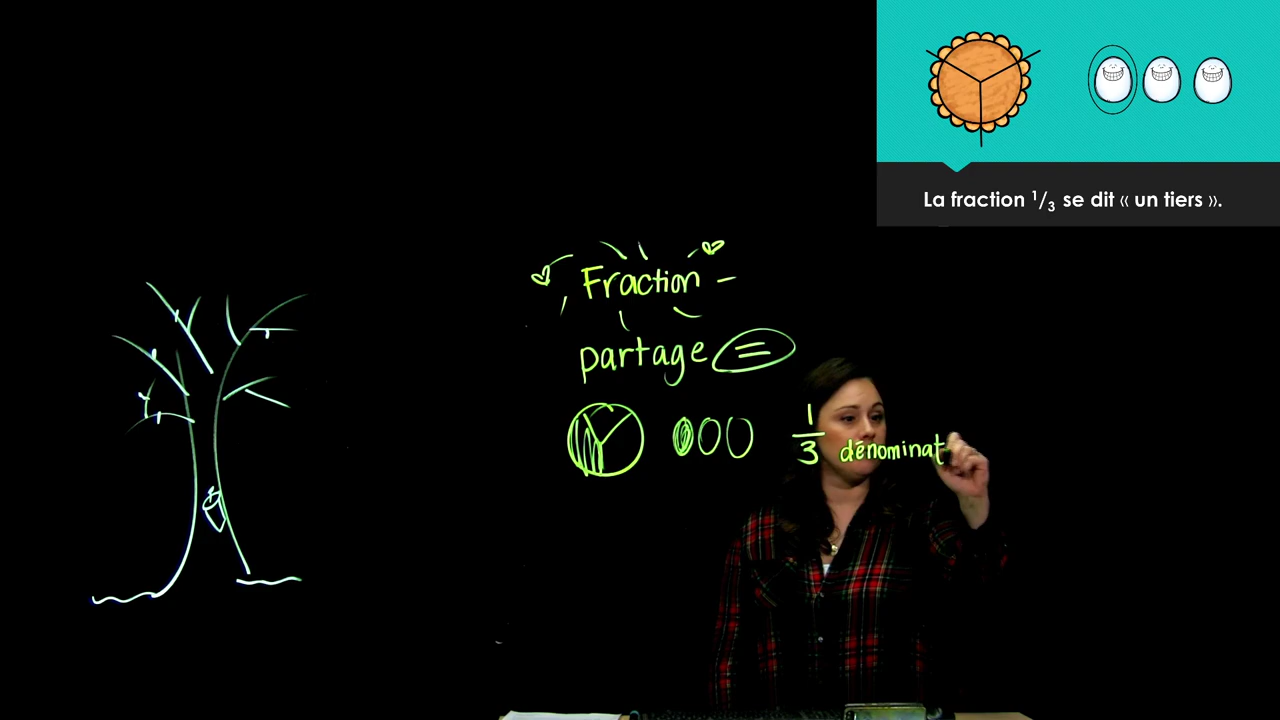 La fraction 1/3 se dit « un tiers ».
Fraction
partage =
1/3 dénominat